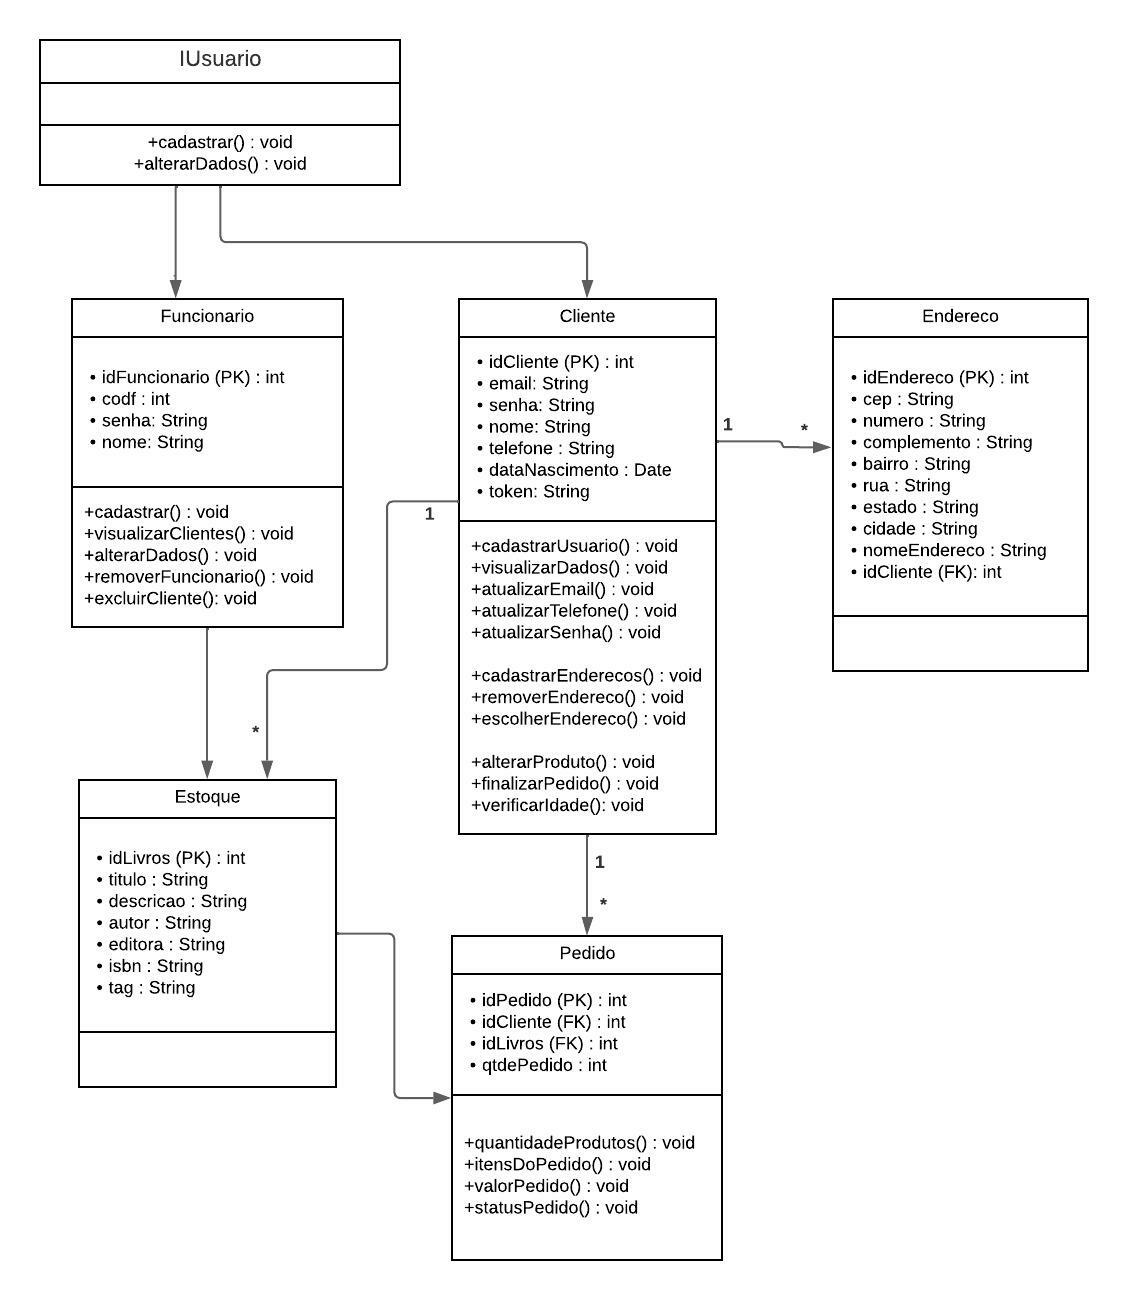 IUsuario
+cadastrar() : void
+alterarDados() : void
Funcionario
• idFuncionario (PK) : int
• codf : int
• senha: String
• nome: String
+cadastrar() : void
+visualizarClientes() : void
+alterarDados() : void
+removerFuncionario() : void
+excluirCliente(): void
Cliente
• idCliente (PK) : int
• email: String
• senha: String
• nome: String
• telefone : String
• dataNascimento : Date
• token: String
+cadastrarUsuario() : void
+visualizarDados() : void
+atualizarEmail() : void
+atualizarTelefone() : void
+atualizarSenha() : void
+cadastrarEnderecos() : void
+removerEndereco() : void
+escolherEndereco() : void
+alterarProduto() : void
+finalizarPedido() : void
+verificarIdade(): void
1
*
Endereco
• idEndereco (PK) : int
• cep : String
• numero : String
• complemento : String
• bairro : String
• rua : String
• estado : String
• cidade : String
• nomeEndereco : String
• idCliente (FK): int
1
*
Estoque
• idLivros (PK) : int
• titulo : String
• descricao : String
• autor : String
• editora : String
• isbn : String
• tag : String
1
*
Pedido
• idPedido (PK) : int
• idCliente (FK) : int
• idLivros (FK) : int
• qtdePedido : int
+quantidadeProdutos() : void
+itensDoPedido() : void
+valorPedido() : void
+statusPedido() : void